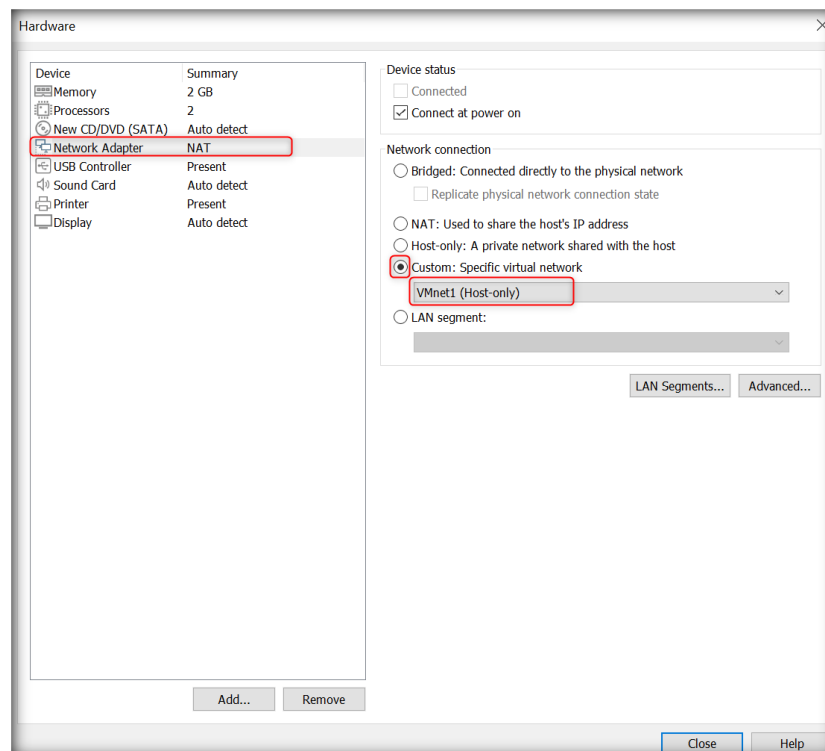 Hardware
Device Summary
Memory 2 GB
Processors 2
New CD/DVD (SATA) Auto detect
Network Adapter NAT
USB Controller Present
Sound Card Auto detect
Printer Present
Display Auto detect
Add... Remove
Device status
Connected
Connect at power on
Network connection
Bridged: Connected directly to the physical network
Replicate physical network connection state
NAT: Used to share the host's IP address
Host-only: A private network shared with the host
Custom: Specific virtual network
VMnet1 (Host-only)
LAN segment:
LAN Segments... Advanced...
Close Help